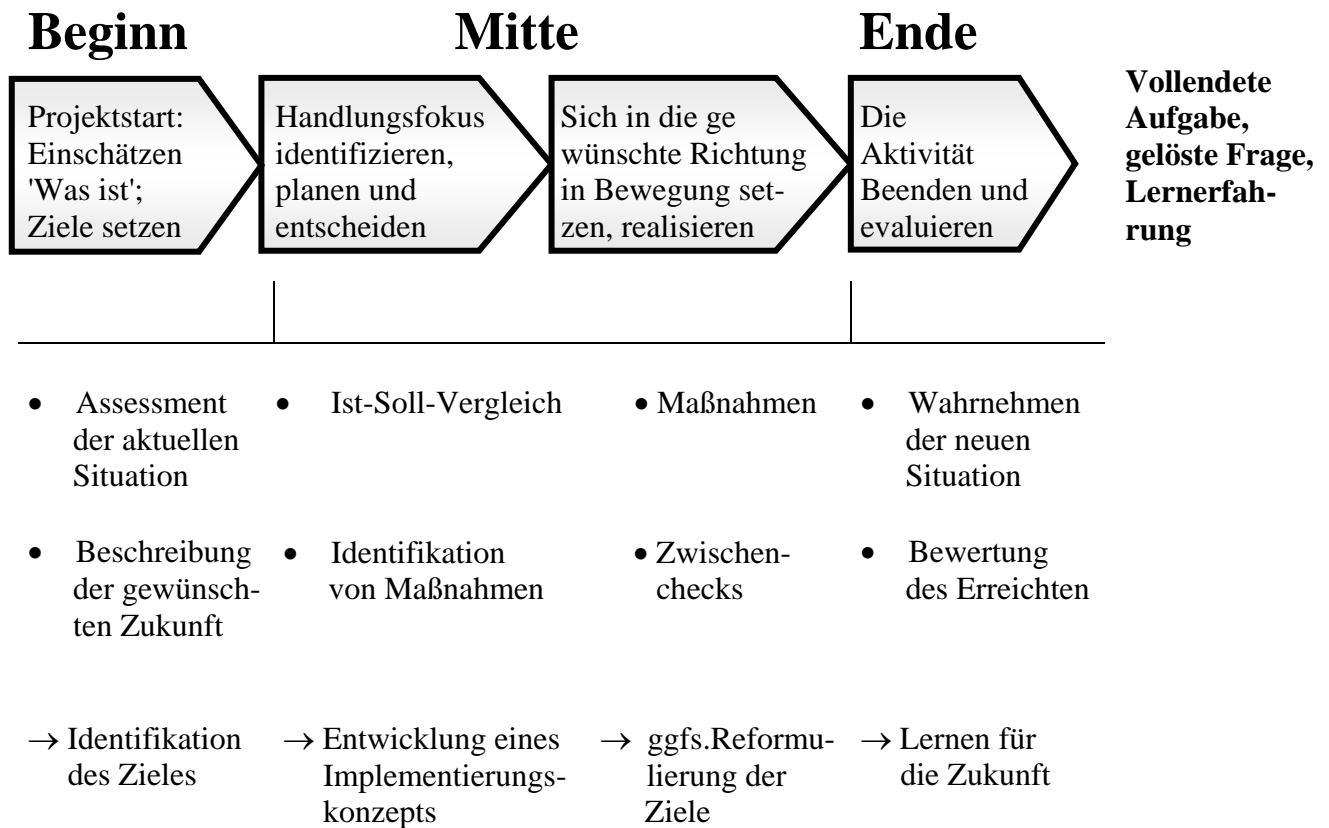 Beginn
Mitte
Ende
Projektstart:
Einschätzen
'Was ist';
Ziele setzen
Handlungsfokus
identifizieren,
planen und
entscheiden
Sich in die ge
wünschte Richtung
in Bewegung set-
zen, realisieren
Die
Aktivität
Beenden und
evaluieren
Vollendete
Aufgabe,
gelöste Frage,
Lernerfah-
rung
• Assessment
der aktuellen
Situation
• Ist-Soll-Vergleich
• Maßnahmen
• Wahrnehmen
der neuen
Situation
• Beschreibung
der gewünsch-
ten Zukunft
• Identifikation
von Maßnahmen
• Zwischen-
checks
• Bewertung
des Erreichten
→ Identifikation
des Zieles
→ Entwicklung eines
Implementierungs-
konzepts
→ ggfs.Reformu-
lierung der
Ziele
→ Lernen für
die Zukunft